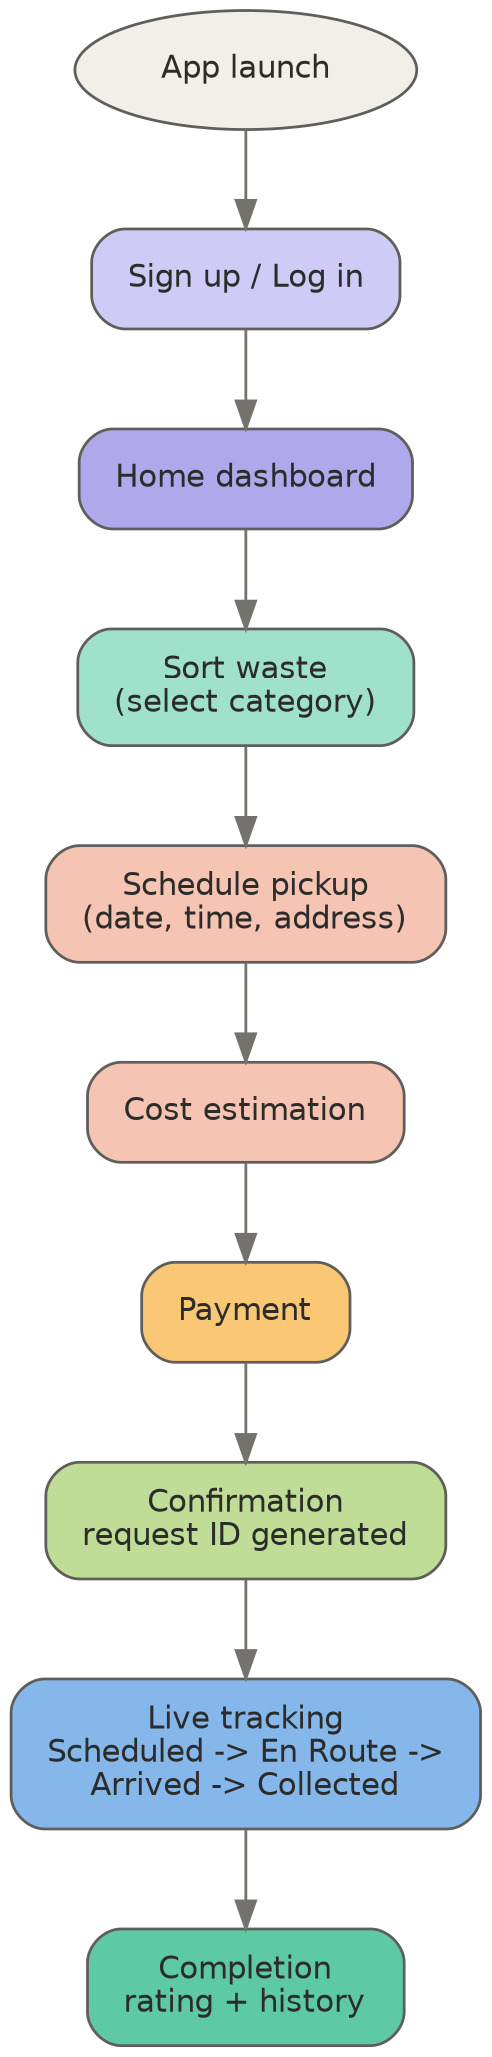 App launch
Sign up / Log in
Home dashboard
Sort waste
(select category)
Schedule pickup
(date, time, address)
Cost estimation
Payment
Confirmation
request ID generated
Live tracking
Scheduled -> En Route ->
Arrived -> Collected
Completion
rating + history